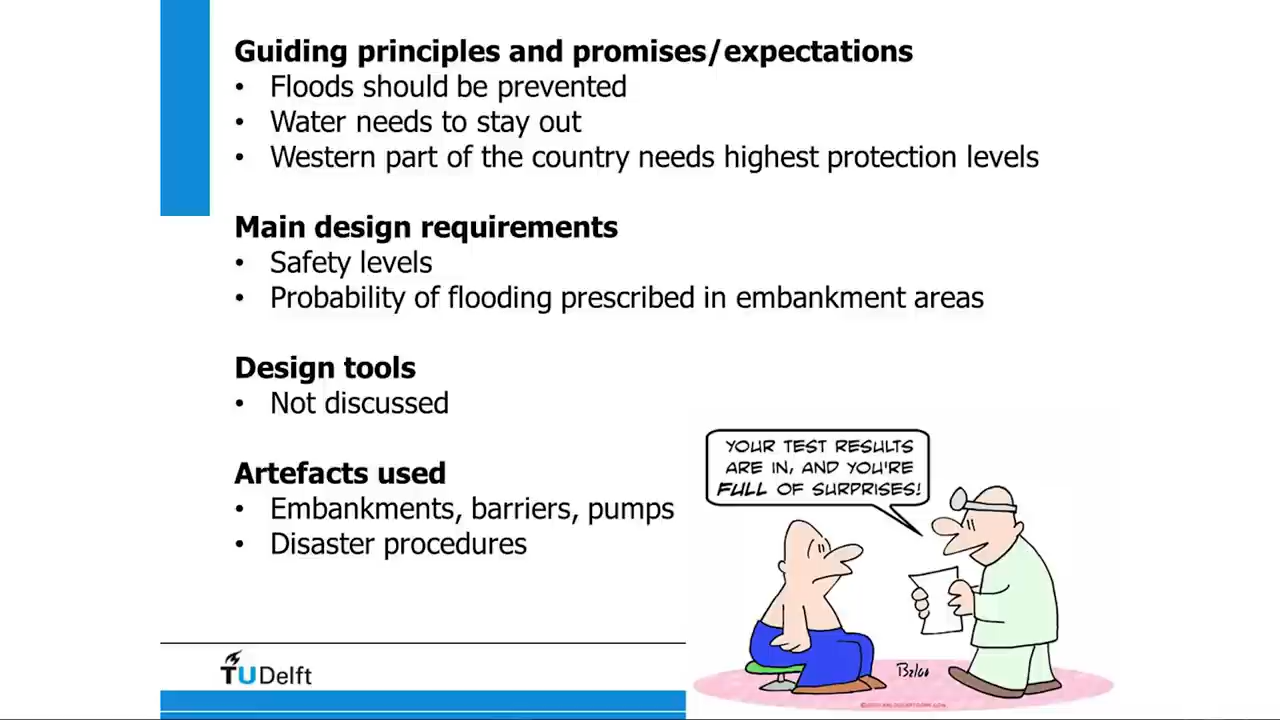 Guiding principles and promises/expectations
• Floods should be prevented
• Water needs to stay out
• Western part of the country needs highest protection levels
Main design requirements
• Safety levels
• Probability of flooding prescribed in embankment areas
Design tools
• Not discussed
Artefacts used
• Embankments, barriers, pumps
• Disaster procedures
YOUR TEST RESULTS
ARE IN, AND YOU'RE
FULL OF SURPRISES!
TUDelft